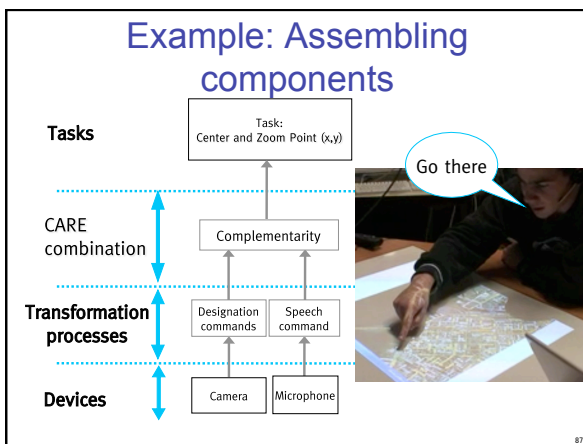 Example: Assembling
components
Tasks
Task:
Center and Zoom Point (x,y)
Go there
CARE
combination
Complementarity
Transformation
processes
Designation
commands
Speech
command
Devices
Camera
Microphone
87